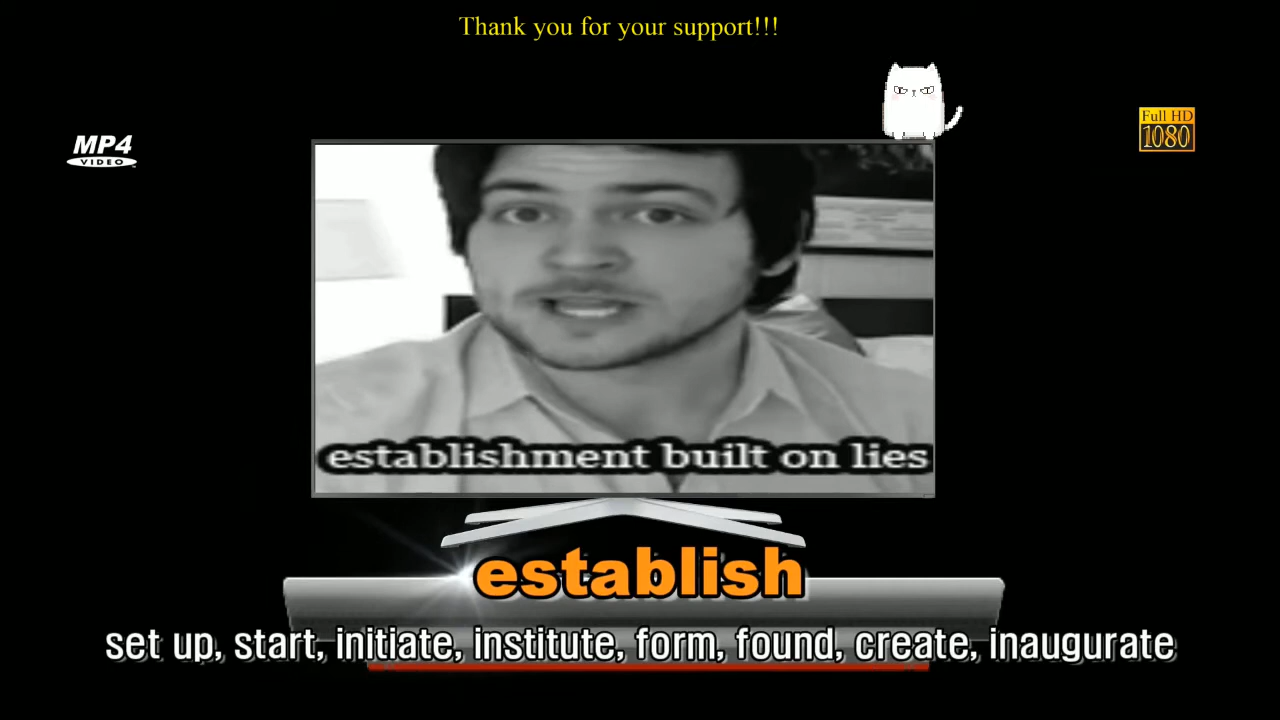 Thank you for your support!!!
MP4
VIDEO
Full HD
1080
establishment built on lies
establish
set up, start, initiate, institute, form, found, create, inaugurate